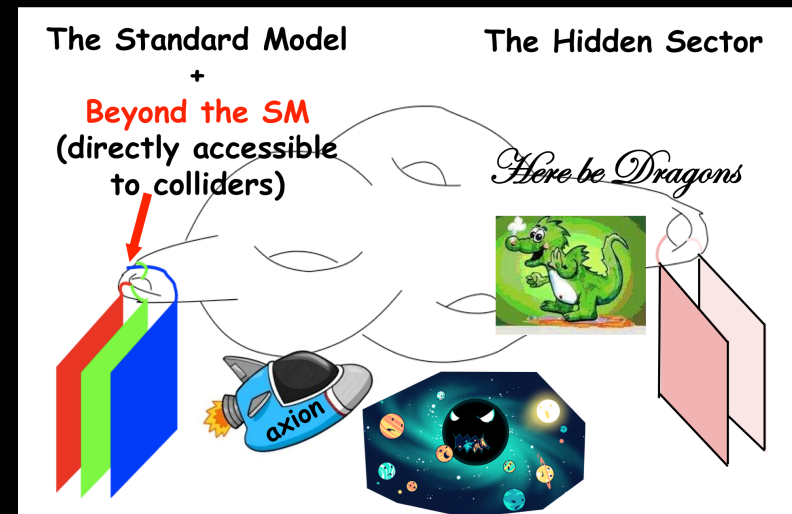 The Standard Model
+
Beyond the SM
(directly accessible
to colliders)
The Hidden Sector
Here be Dragons
axion